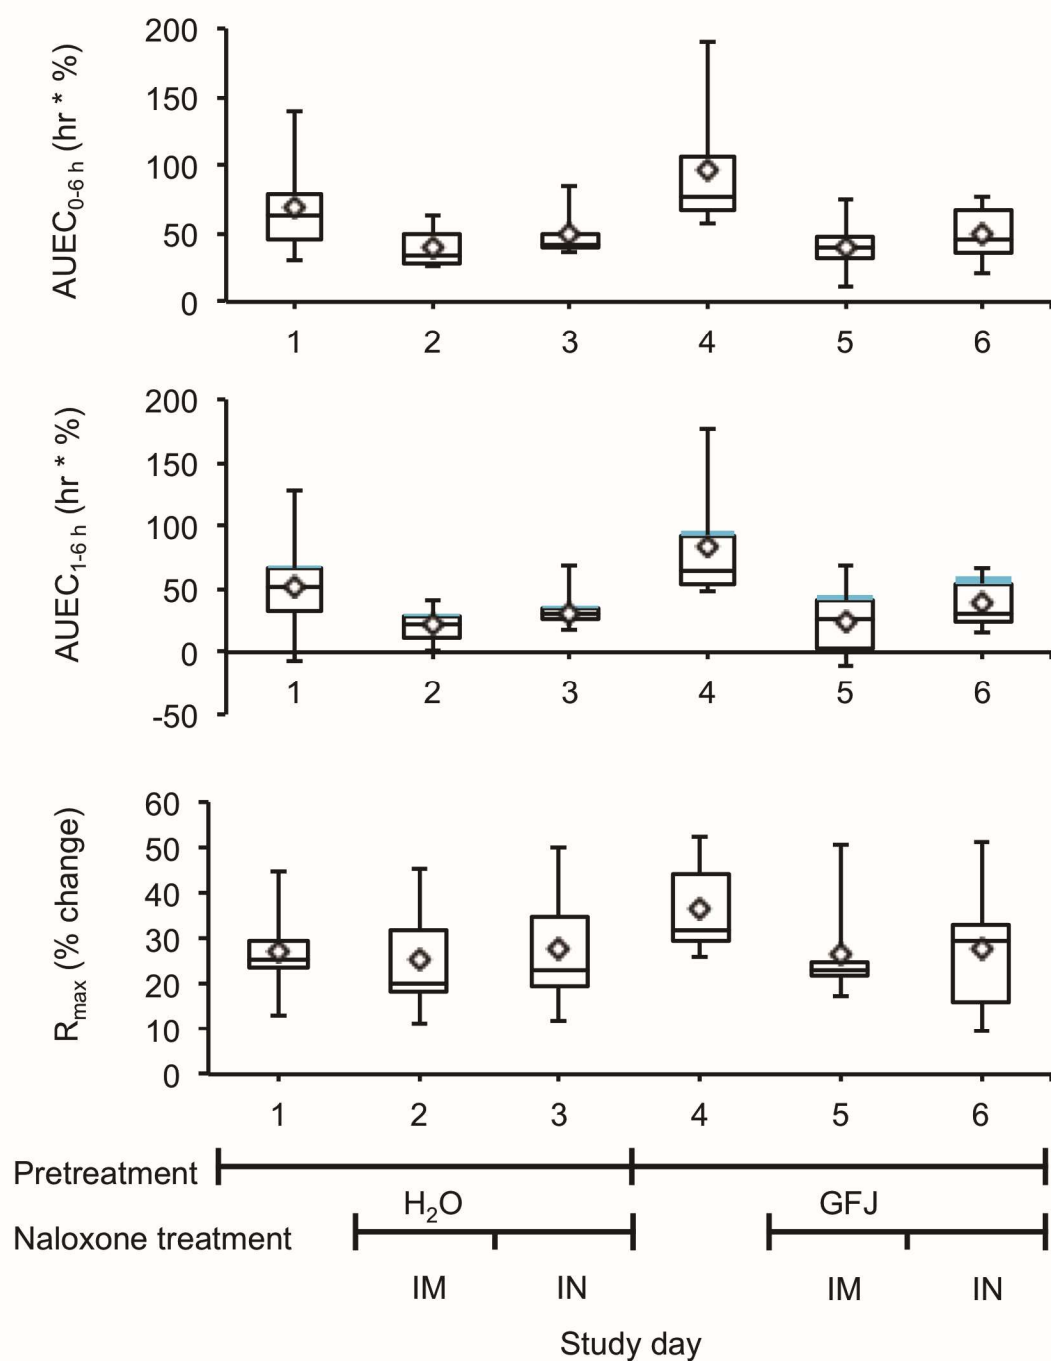 AUEC0-6 h (hr * %)
200
150
100
50
0
1 2 3 4 5 6
AUEC1-6 h (hr * %)
200
150
100
50
0
-50
1 2 3 4 5 6
Rmax (% change)
60
50
40
30
20
10
0
1 2 3 4 5 6
Pretreatment
H2O GFJ
Naloxone treatment
IM IN IM IN
Study day